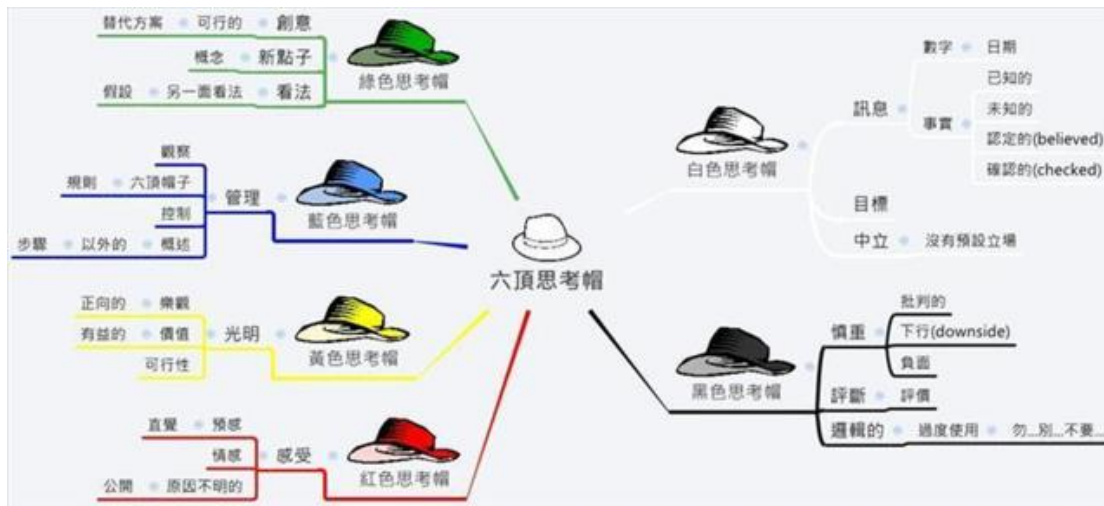 六頂思考帽
綠色思考帽
創意 可行的 替代方案
新點子 概念
看法 另一面看法 假設
藍色思考帽
管理
觀察
六頂帽子 規則
控制
概述 以外的 步驟
黃色思考帽
光明
樂觀 正向的
價值 有益的
可行性
紅色思考帽
感受
預感 直覺
情感
原因不明的 公開
白色思考帽
訊息
數字 日期
事實
已知的
未知的
認定的(believed)
確認的(checked)
目標
中立 沒有預設立場
黑色思考帽
慎重
批判的
下行(downside)
負面
評斷 評價
邏輯的 過度使用 勿...別...不要...